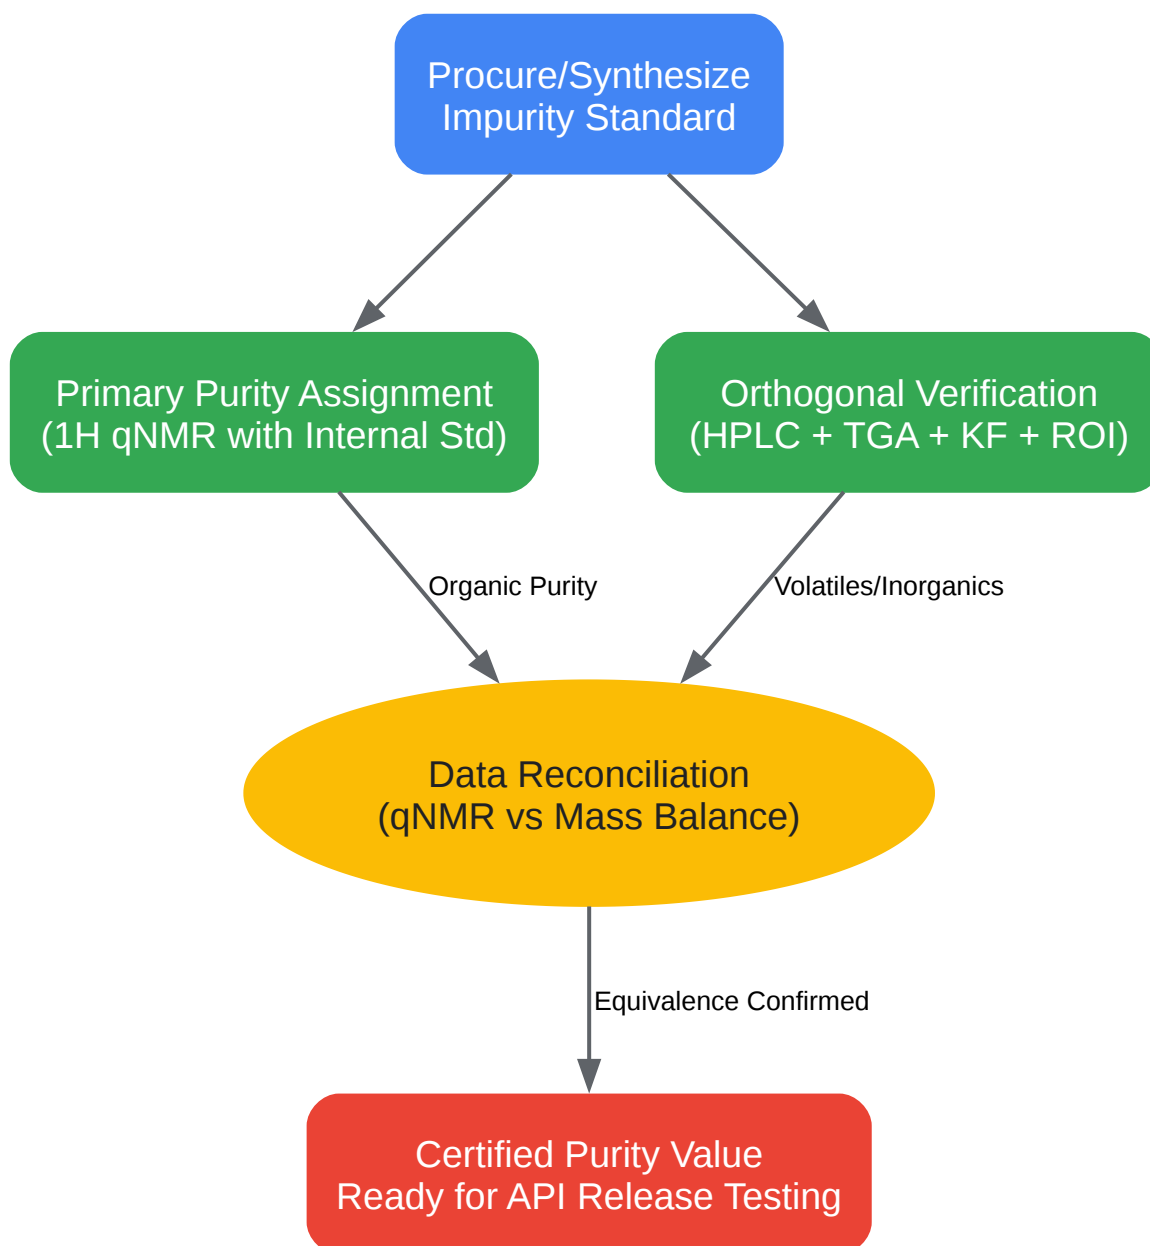 Procure/Synthesize
Impurity Standard
Primary Purity Assignment
(1H qNMR with Internal Std)
Orthogonal Verification
(HPLC + TGA + KF + ROI)
Organic Purity
Volatiles/Inorganics
Data Reconciliation
(qNMR vs Mass Balance)
Equivalence Confirmed
Certified Purity Value
Ready for API Release Testing